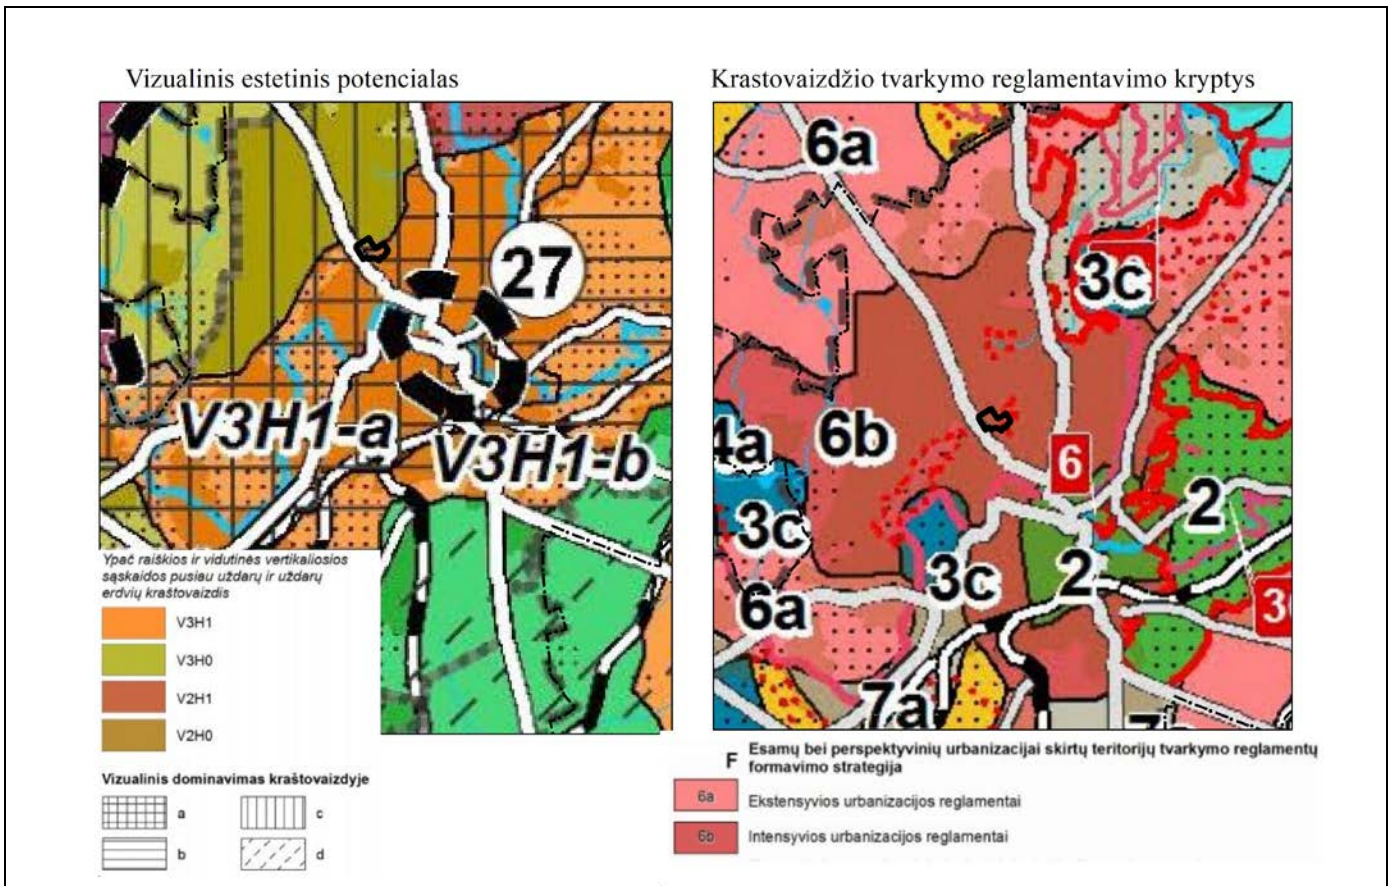 Vizualinis estetinis potencialas
Krastovaizdžio tvarkymo reglamentavimo kryptys
27
V3H1-a
V3H1-b
6a
3c
6b
4a
3c
6
2
3c
2
6a
7a
Ypač raiškios ir vidutinės vertikaliosios
sąskaidos pusiau uždarų ir uždarų
erdvių kraštovaizdis
V3H1
V3H0
V2H1
V2H0
Vizualinis dominavimas kraštovaizdyje
a
c
b
d
F Esamų bei perspektyvinių urbanizacijai skirtų teritorijų tvarkymo reglamentų
formavimo strategija
6a Ekstensyvios urbanizacijos reglamentai
6b Intensyvios urbanizacijos reglamentai